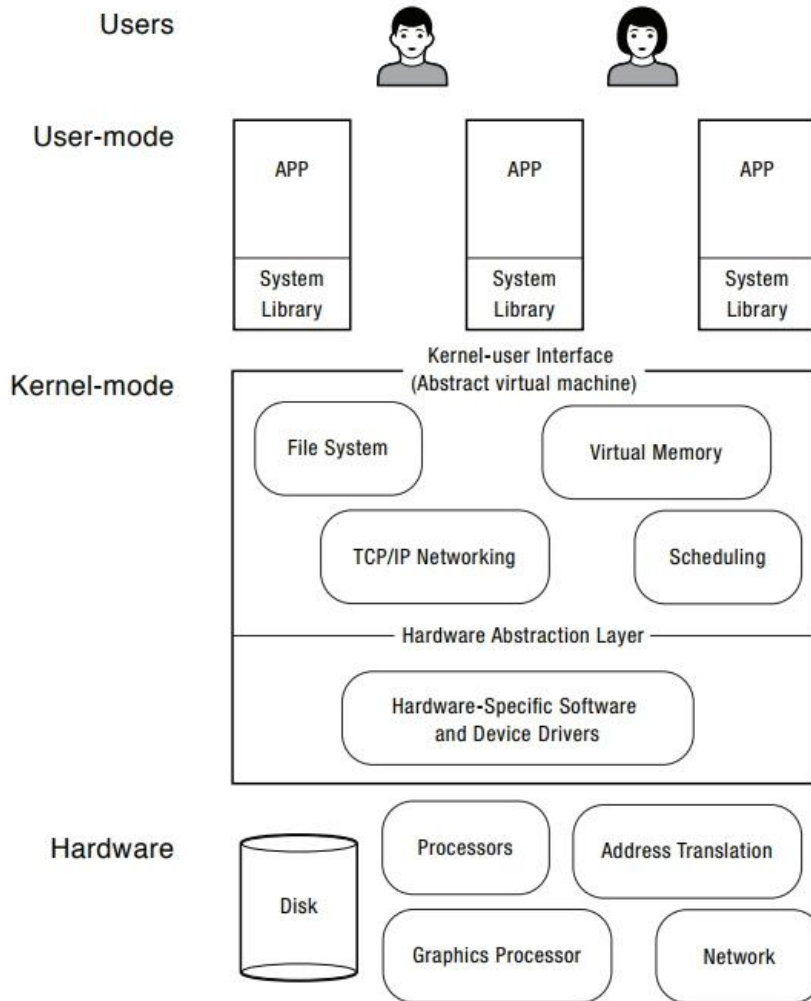 Users
User-mode
APP
APP
APP
System
Library
System
Library
System
Library
Kernel-user Interface
(Abstract virtual machine)
Kernel-mode
File System
Virtual Memory
TCP/IP Networking
Scheduling
Hardware Abstraction Layer
Hardware-Specific Software
and Device Drivers
Hardware
Disk
Processors
Address Translation
Graphics Processor
Network